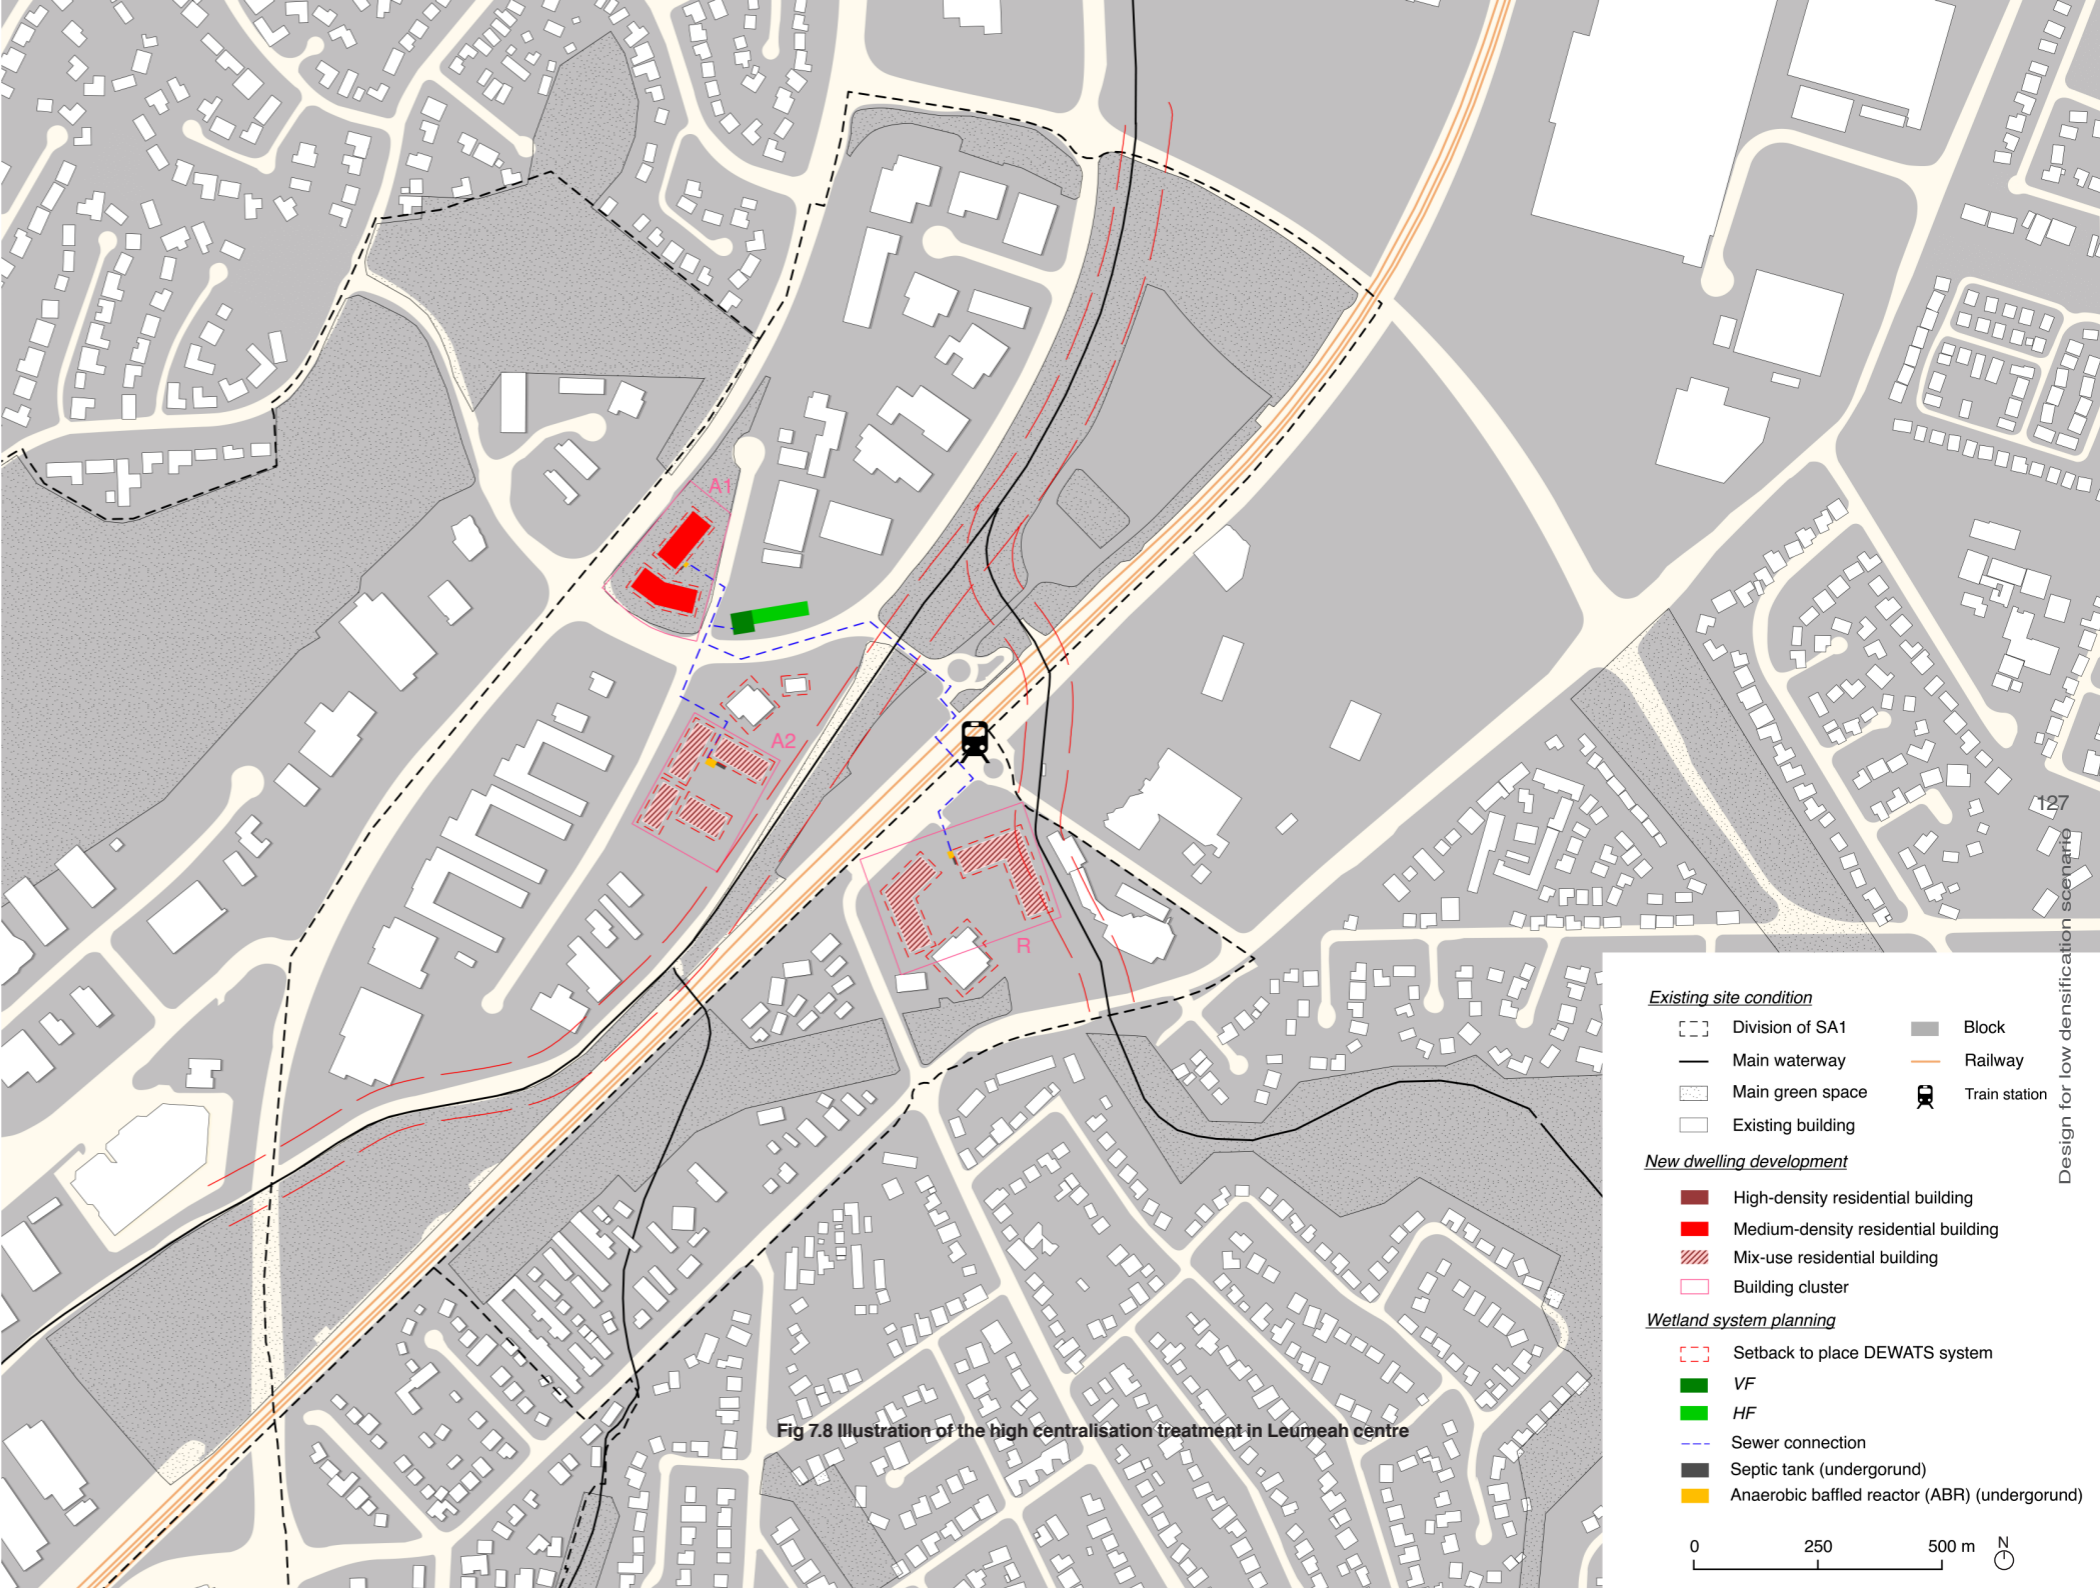 A1
A2
R
127
Design for low densification scenario
Existing site condition
Division of SA1
Block
Main waterway
Railway
Main green space
Train station
Existing building
New dwelling development
High-density residential building
Medium-density residential building
Mix-use residential building
Building cluster
Wetland system planning
Setback to place DEWATS system
VF
HF
Sewer connection
Septic tank (undergorund)
Anaerobic baffled reactor (ABR) (undergorund)
0 250 500 m N
Fig 7.8 Illustration of the high centralisation treatment in Leumeah centre